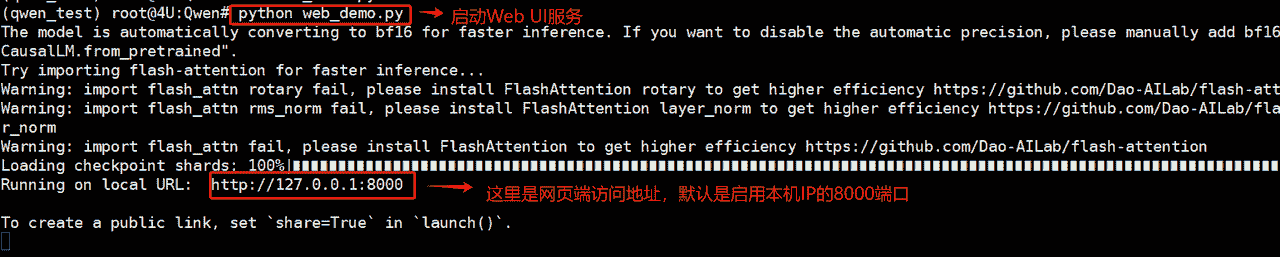 (qwen_test) root@4U:Qwen# python web_demo.py 启动Web UI服务
The model is automatically converting to bf16 for faster inference. If you want to disable the automatic precision, please manually add bf16
CausalLM.from_pretrained".
Try importing flash-attention for faster inference...
Warning: import flash_attn rotary fail, please install FlashAttention rotary to get higher efficiency https://github.com/Dao-AILab/flash-att
Warning: import flash_attn rms_norm fail, please install FlashAttention layer_norm to get higher efficiency https://github.com/Dao-AILab/fla
r_norm
Warning: import flash_attn fail, please install FlashAttention to get higher efficiency https://github.com/Dao-AILab/flash-attention
Loading checkpoint shards: 100%|
Running on local URL: http://127.0.0.1:8000 这里是网页端访问地址，默认是启用本机IP的8000端口
To create a public link, set `share=True` in `launch()`.